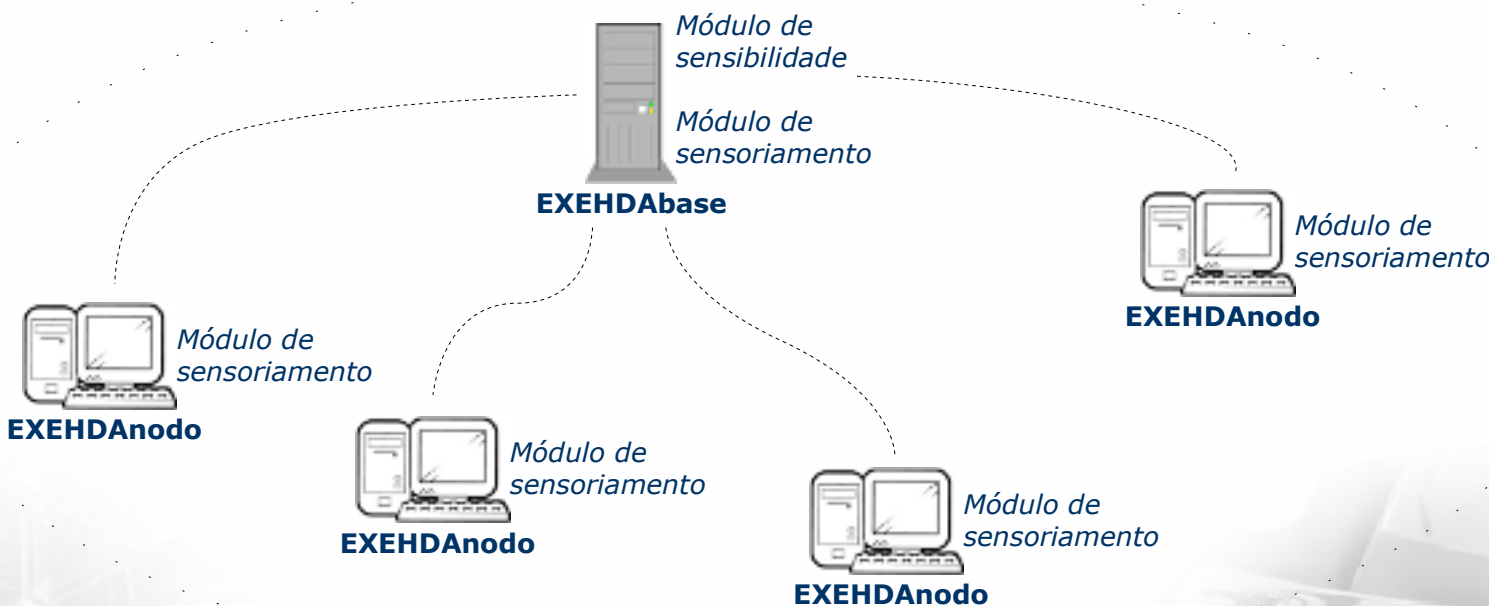 Módulo de
sensibilidade
Módulo de
sensoriamento
EXEHDAbase
Módulo de
sensoriamento
EXEHDAnodo
Módulo de
sensoriamento
EXEHDAnodo
Módulo de
sensoriamento
EXEHDAnodo
Módulo de
sensoriamento
EXEHDAnodo